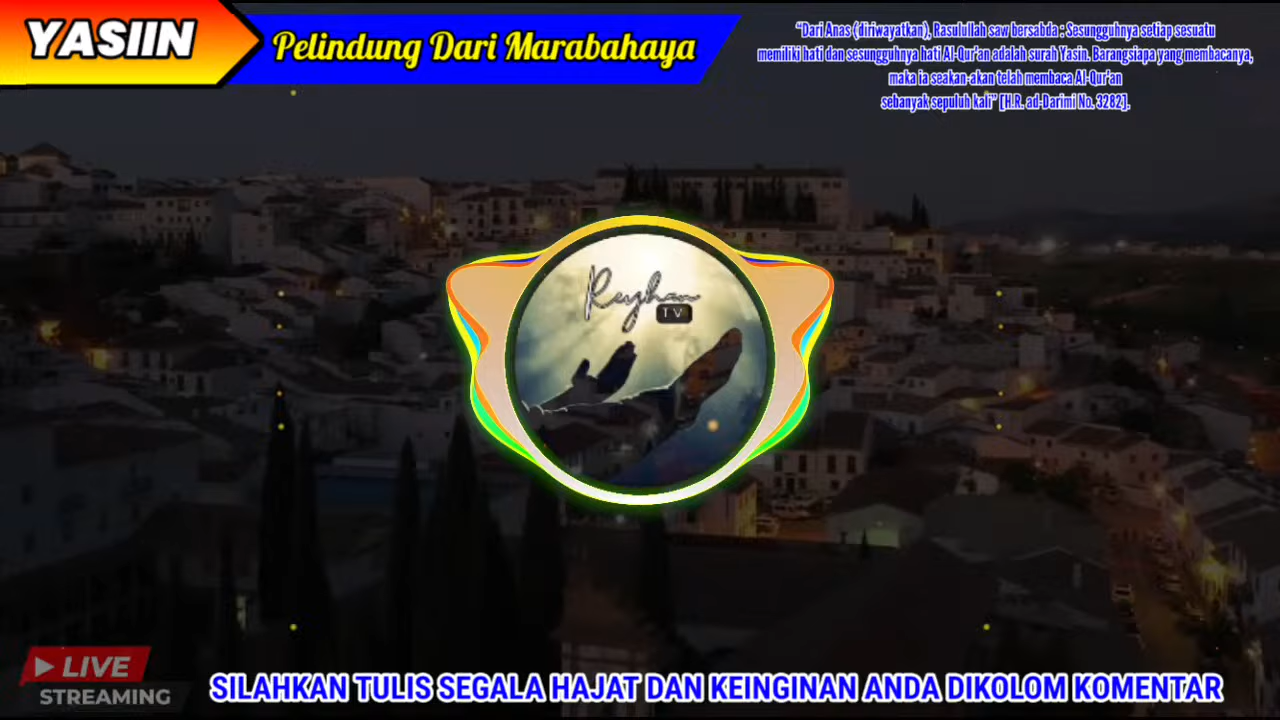 YASIIN
Pelindung Dari Marabahaya
“Dari Anas (diriwayatkan), Rasulullah saw bersabda : Sesungguhnya setiap sesuatu
memiliki hati dan sesungguhnya hati Al-Qur'an adalah surah Yasin. Barangsiapa yang membacanya,
maka ia seakan-akan telah membaca Al-Qur'an
sebanyak sepuluh kali” [H.R. ad-Darimi No. 3282].
Reyhan
TV
LIVE
STREAMING
SILAHKAN TULIS SEGALA HAJAT DAN KEINGINAN ANDA DIKOLOM KOMENTAR